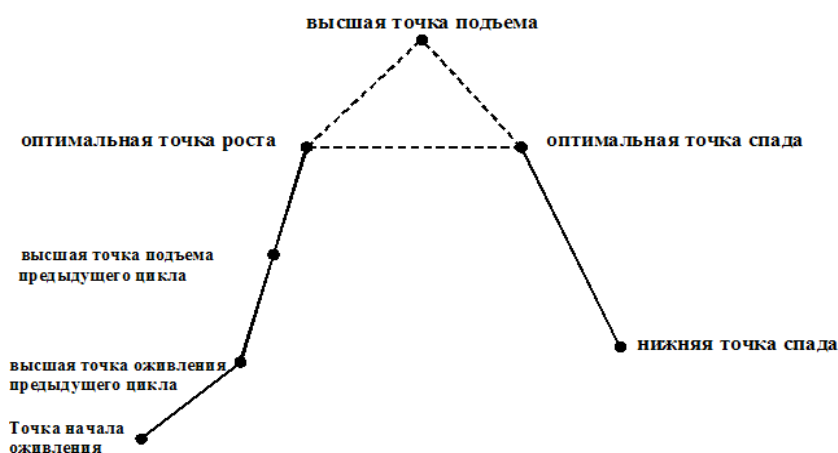 высшая точка подъема
оптимальная точка роста
оптимальная точка спада
высшая точка подъема
предыдущего цикла
нижняя точка спада
высшая точка оживления
предыдущего цикла
Точка начала
оживления